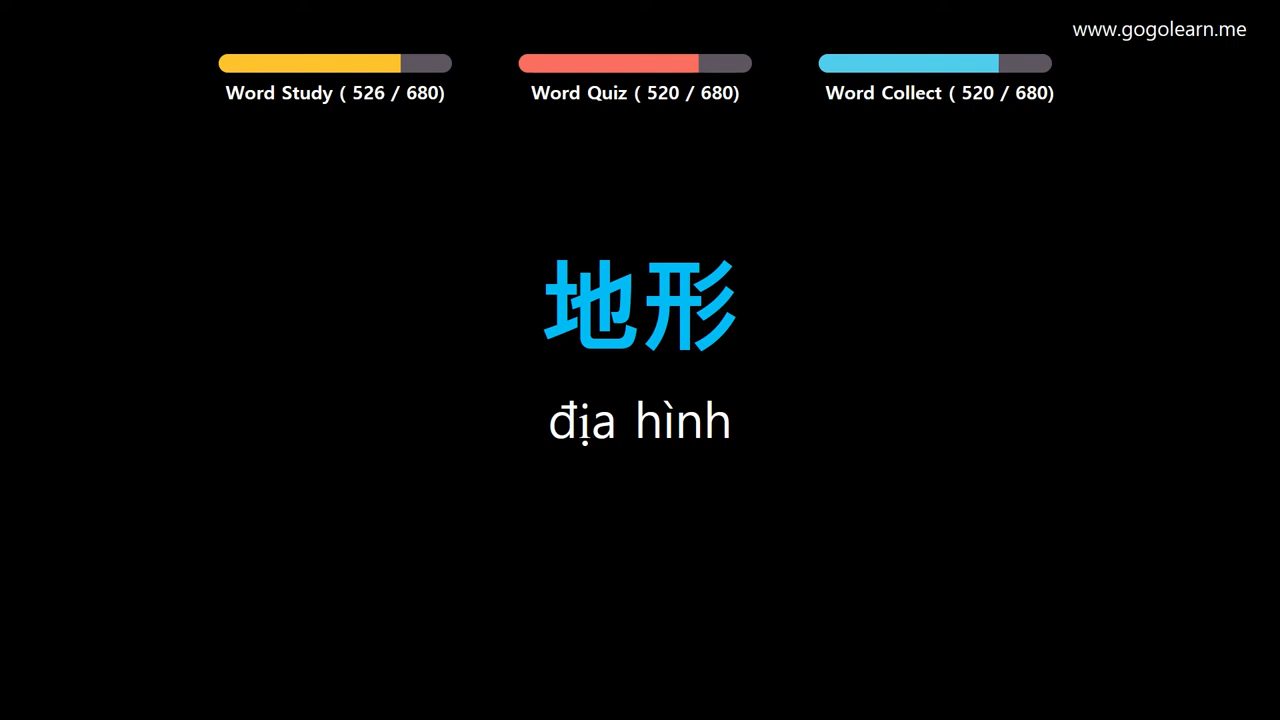 www.gogolearn.me
Word Study ( 526 / 680)
Word Quiz ( 520 / 680)
Word Collect ( 520 / 680)
地形
địa hình